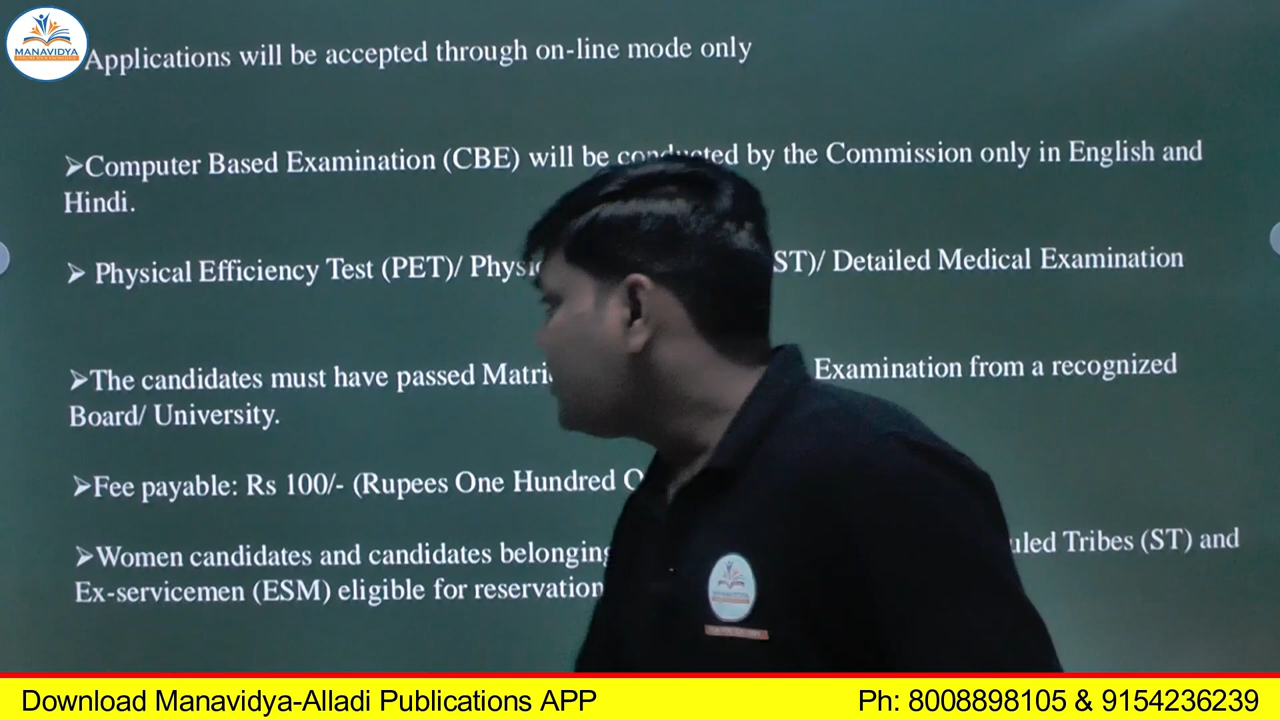 MANAVIDYA
Applications will be accepted through on-line mode only
➢Computer Based Examination (CBE) will be conducted by the Commission only in English and
Hindi.
➢ Physical Efficiency Test (PET)/ ST)/ Detailed Medical Examination
➢The candidates must have passed Examination from a recognized
Board/ University.
➢Fee payable: Rs 100/- (Rupees One Hundred
➢Women candidates and candidates belonging Tribes (ST) and
Ex-servicemen (ESM) eligible for reservation
Download Manavidya-Alladi Publications APP Ph: 8008898105 & 9154236239